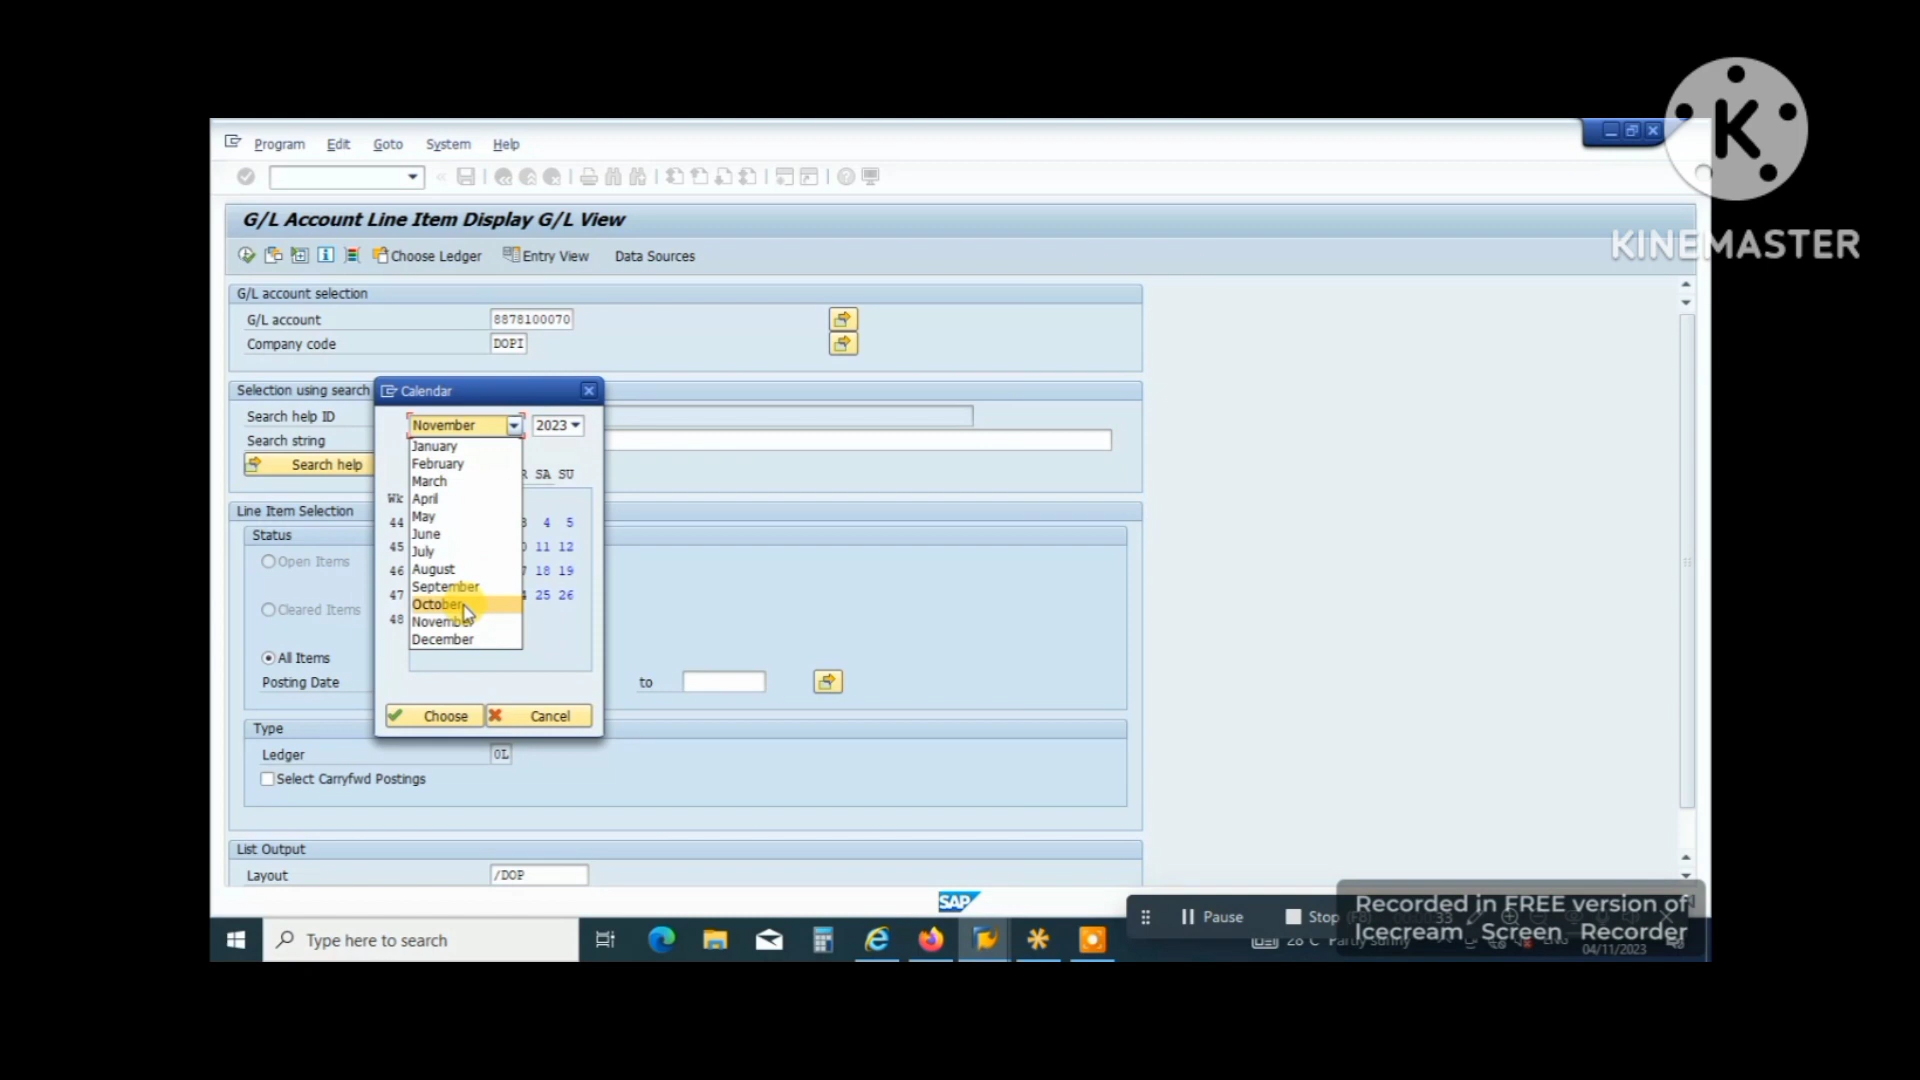 K
KINEMASTER
Program Edit Goto System Help
G/L Account Line Item Display G/L View
Choose Ledger Entry View Data Sources
G/L account selection
G/L account 8878100070
Company code DOPI
Selection using search
Search help ID
Search string
Search help
Calendar
November 2023
January
February
March
April
May
June
July
August
September
October
November
December
SA SU
Wk
44 4 5
45 11 12
46 18 19
47 25 26
48
Line Item Selection
Status
Open Items
Cleared Items
All Items
Posting Date to
Choose Cancel
Type
Ledger 0L
Select Carryfwd Postings
List Output
Layout /DOP
SAP
Pause Stop
Recorded in FREE version of
Icecream Screen Recorder
Type here to search
28°C Partly sunny
04/11/2023